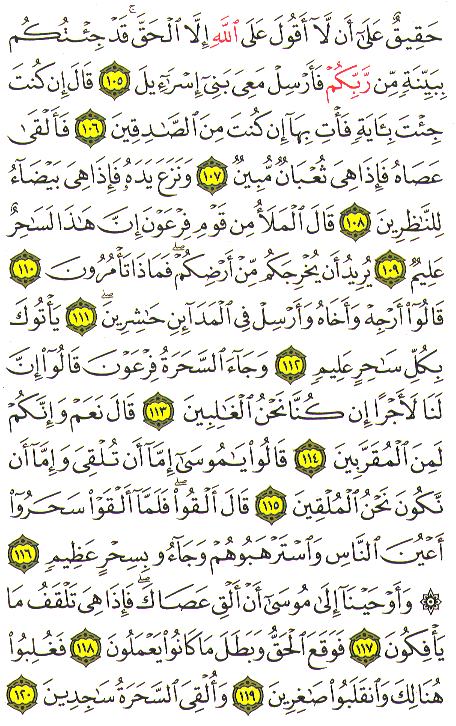 حَقِيقٌ عَلَىٰٓ أَن لَّآ أَقُولَ عَلَى ٱللَّهِ إِلَّا ٱلْحَقَّ ۚ قَدْ جِئْتُكُم
بِبَيِّنَةٍ مِّن رَّبِّكُمْ فَأَرْسِلْ مَعِىَ بَنِىٓ إِسْرَٰٓءِيلَ ١٠٥ قَالَ إِن كُنتَ
جِئْتَ بِـَٔايَةٍ فَأْتِ بِهَآ إِن كُنتَ مِنَ ٱلصَّـٰدِقِينَ ١٠٦ فَأَلْقَىٰ
عَصَاهُ فَإِذَا هِىَ ثُعْبَانٌ مُّبِينٌ ١٠٧ وَنَزَعَ يَدَهُۥ فَإِذَا هِىَ بَيْضَآءُ
لِلنَّـٰظِرِينَ ١٠٨ قَالَ ٱلْمَلَأُ مِن قَوْمِ فِرْعَوْنَ إِنَّ هَـٰذَا لَسَـٰحِرٌ
عَلِيمٌ ١٠٩ يُرِيدُ أَن يُخْرِجَكُم مِّنْ أَرْضِكُمْ ۖ فَمَاذَا تَأْمُرُونَ ١١٠
قَالُوٓا۟ أَرْجِهْ وَأَخَاهُ وَأَرْسِلْ فِى ٱلْمَدَآئِنِ حَـٰشِرِينَ ١١١ يَأْتُوكَ
بِكُلِّ سَـٰحِرٍ عَلِيمٍ ١١٢ وَجَآءَ ٱلسَّحَرَةُ فِرْعَوْنَ قَالُوٓا۟ إِنَّ
لَنَا لَأَجْرًا إِن كُنَّا نَحْنُ ٱلْغَـٰلِبِينَ ١١٣ قَالَ نَعَمْ وَإِنَّكُمْ
لَمِنَ ٱلْمُقَرَّبِينَ ١١٤ قَالُوا۟ يَـٰمُوسَىٰٓ إِمَّآ أَن تُلْقِىَ وَإِمَّآ أَن
نَّكُونَ نَحْنُ ٱلْمُلْقِينَ ١١٥ قَالَ أَلْقُوا۟ ۖ فَلَمَّآ أَلْقَوْا۟ سَحَرُوٓا۟
أَعْيُنَ ٱلنَّاسِ وَٱسْتَرْهَبُوهُمْ وَجَآءُو بِسِحْرٍ عَظِيمٍ ١١٦
۞ وَأَوْحَيْنَآ إِلَىٰ مُوسَىٰٓ أَنْ أَلْقِ عَصَاكَ ۖ فَإِذَا هِىَ تَلْقَفُ مَا
يَأْفِكُونَ ١١٧ فَوَقَعَ ٱلْحَقُّ وَبَطَلَ مَا كَانُوا۟ يَعْمَلُونَ ١١٨ فَغُلِبُوا۟
هُنَالِكَ وَٱنقَلَبُوا۟ صَـٰغِرِينَ ١١٩ وَأُلْقِىَ ٱلسَّحَرَةُ سَـٰجِدِينَ ١٢٠